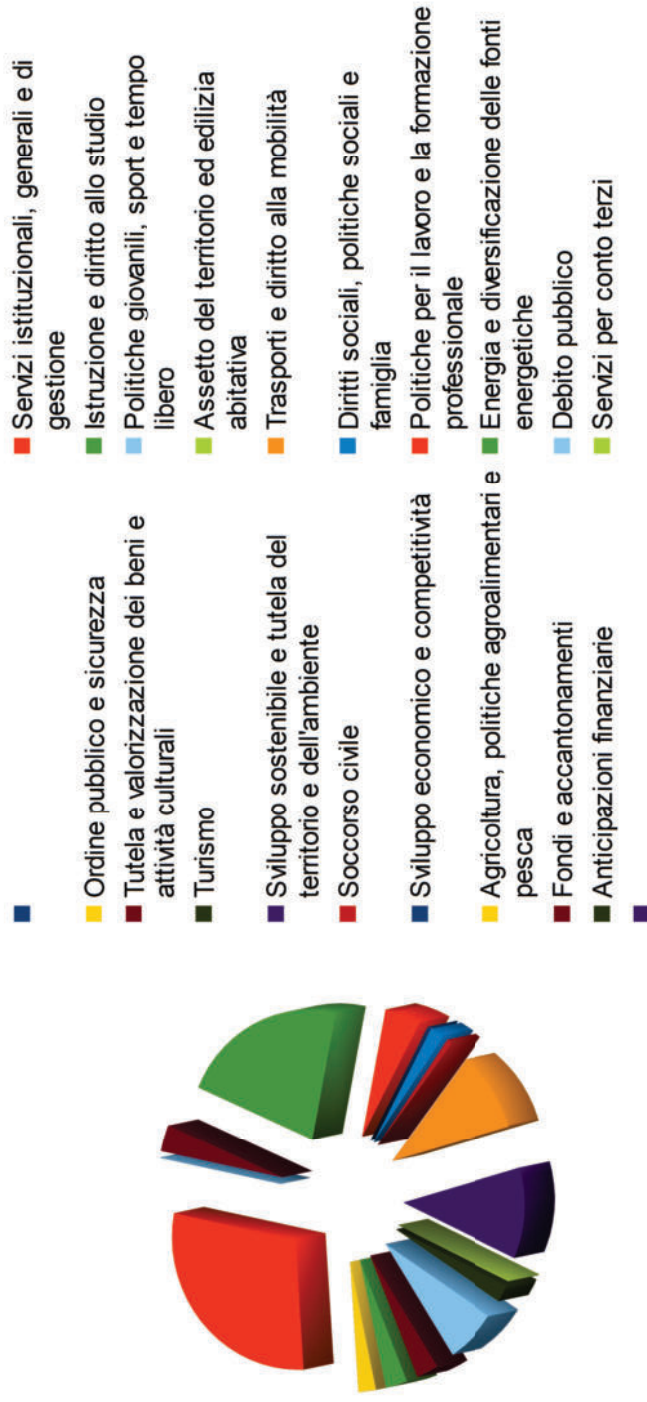 Servizi istituzionali, generali e di
gestione
Ordine pubblico e sicurezza
Istruzione e diritto allo studio
Tutela e valorizzazione dei beni e
attività culturali
Politiche giovanili, sport e tempo
libero
Turismo
Assetto del territorio ed edilizia
abitativa
Sviluppo sostenibile e tutela del
territorio e dell'ambiente
Trasporti e diritto alla mobilità
Soccorso civile
Diritti sociali, politiche sociali e
famiglia
Sviluppo economico e competitività
Politiche per il lavoro e la formazione
professionale
Agricoltura, politiche agroalimentari e
pesca
Energia e diversificazione delle fonti
energetiche
Fondi e accantonamenti
Debito pubblico
Anticipazioni finanziarie
Servizi per conto terzi